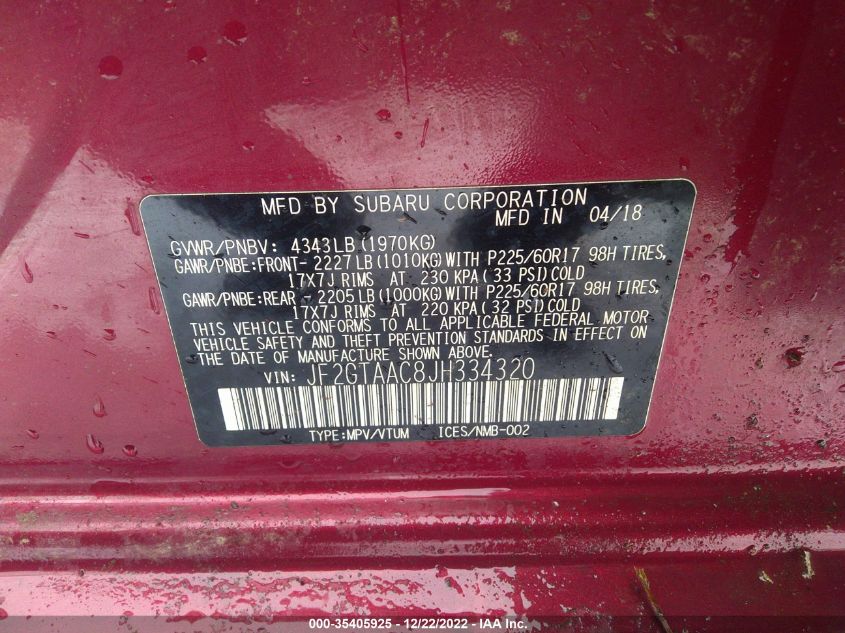 MFD BY SUBARU CORPORATION
MFD IN 04/18
GVWR/PNBV: 4343LB(1970KG)
GAWR/PNBE:FRONT- 2227LB(1010KG)WITH P225/60R17 98H TIRES,
17X7J RIMS AT 230 KPA( 33 PSI)COLD
GAWR/PNBE:REAR - 2205LB(1000KG)WITH P225/60R17 98H TIRES,
17X7J RIMS AT 220 KPA( 32 PSI)COLD
THIS VEHICLE CONFORMS TO ALL APPLICABLE FEDERAL MOTOR
VEHICLE SAFETY AND THEFT PREVENTION STANDARDS IN EFFECT ON
THE DATE OF MANUFACTURE SHOWN ABOVE.
VIN: JF2GTAAC8JH334320
TYPE:MPV/VTUM ICES/NMB-002
000-35405925 - 12/22/2022 - IAA Inc.